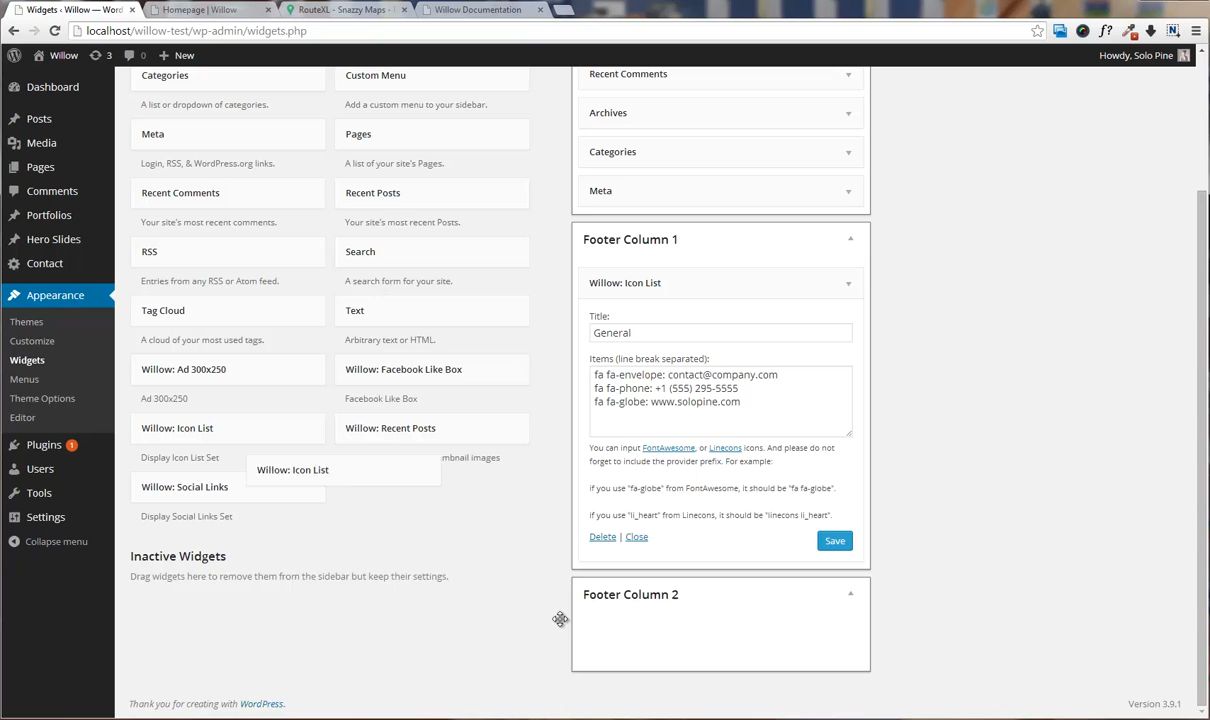 Widgets ‹ Willow — Word
Homepage | Willow
RouteXL - Snazzy Maps - F
Willow Documentation
localhost/willow-test/wp-admin/widgets.php
Willow
3
0
New
Howdy, Solo Pine
Dashboard
Posts
Media
Pages
Comments
Portfolios
Hero Slides
Contact
Appearance
Themes
Customize
Widgets
Menus
Theme Options
Editor
Plugins 1
Users
Tools
Settings
Collapse menu
Categories
Custom Menu
A list or dropdown of categories.
Add a custom menu to your sidebar.
Meta
Pages
Login, RSS, & WordPress.org links.
A list of your site's Pages.
Recent Comments
Recent Posts
Your site's most recent comments.
Your site's most recent Posts.
RSS
Search
Entries from any RSS or Atom feed.
A search form for your site.
Tag Cloud
Text
A cloud of your most used tags.
Arbitrary text or HTML.
Willow: Ad 300x250
Willow: Facebook Like Box
Ad 300x250
Facebook Like Box
Willow: Icon List
Willow: Recent Posts
Display Icon List Set
mbnail images
Willow: Icon List
Willow: Social Links
Display Social Links Set
Inactive Widgets
Drag widgets here to remove them from the sidebar but keep their settings.
Recent Comments
Archives
Categories
Meta
Footer Column 1
Willow: Icon List
Title:
General
Items (line break separated):
fa fa-envelope: contact@company.com
fa fa-phone: +1 (555) 295-5555
fa fa-globe: www.solopine.com
You can input FontAwesome, or Linecons icons. And please do not
forget to include the provider prefix. For example:
if you use "fa-globe" from FontAwesome, it should be "fa fa-globe".
if you use "li_heart" from Linecons, it should be "linecons li_heart".
Delete | Close
Save
Footer Column 2
Thank you for creating with WordPress.
Version 3.9.1